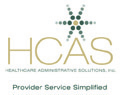 HCAS
HEALTHCARE ADMINISTRATIVE SOLUTIONS, INC.
Provider Service Simplified